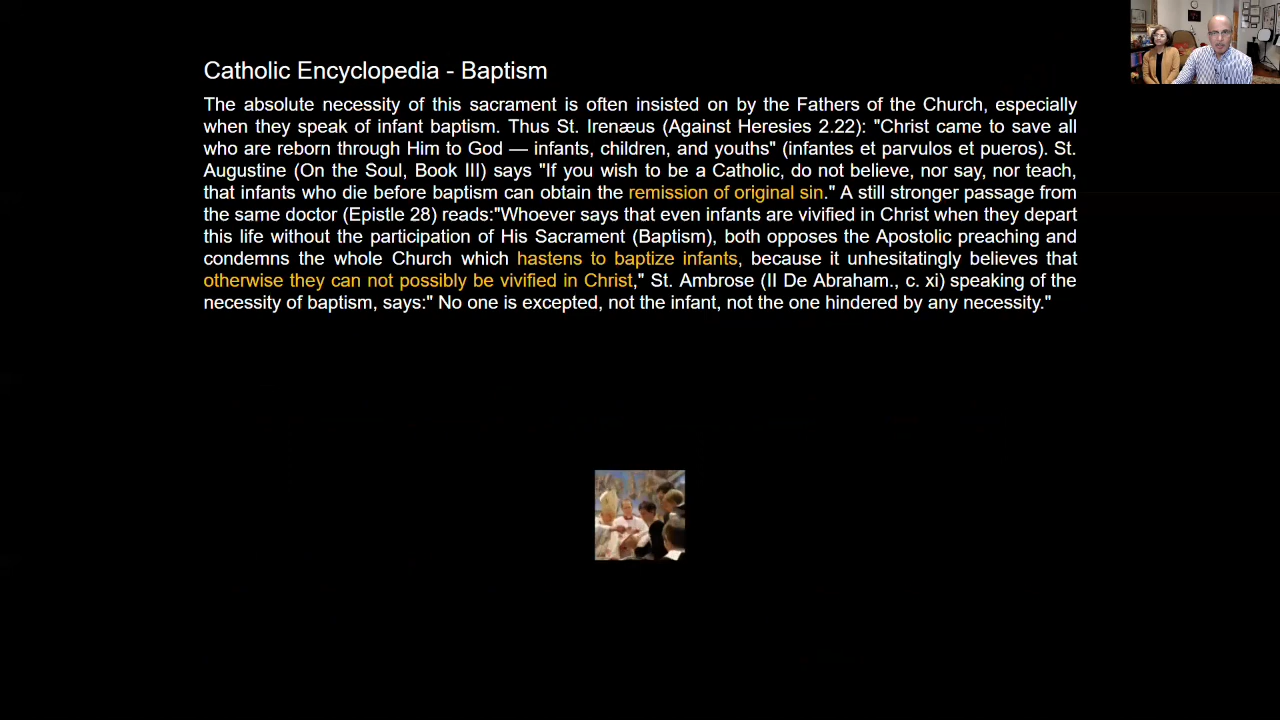 Catholic Encyclopedia - Baptism
The absolute necessity of this sacrament is often insisted on by the Fathers of the Church, especially
when they speak of infant baptism. Thus St. Irenæus (Against Heresies 2.22): "Christ came to save all
who are reborn through Him to God — infants, children, and youths" (infantes et parvulos et pueros). St.
Augustine (On the Soul, Book III) says "If you wish to be a Catholic, do not believe, nor say, nor teach,
that infants who die before baptism can obtain the remission of original sin." A still stronger passage from
the same doctor (Epistle 28) reads:"Whoever says that even infants are vivified in Christ when they depart
this life without the participation of His Sacrament (Baptism), both opposes the Apostolic preaching and
condemns the whole Church which hastens to baptize infants, because it unhesitatingly believes that
otherwise they can not possibly be vivified in Christ," St. Ambrose (II De Abraham., c. xi) speaking of the
necessity of baptism, says:" No one is excepted, not the infant, not the one hindered by any necessity."